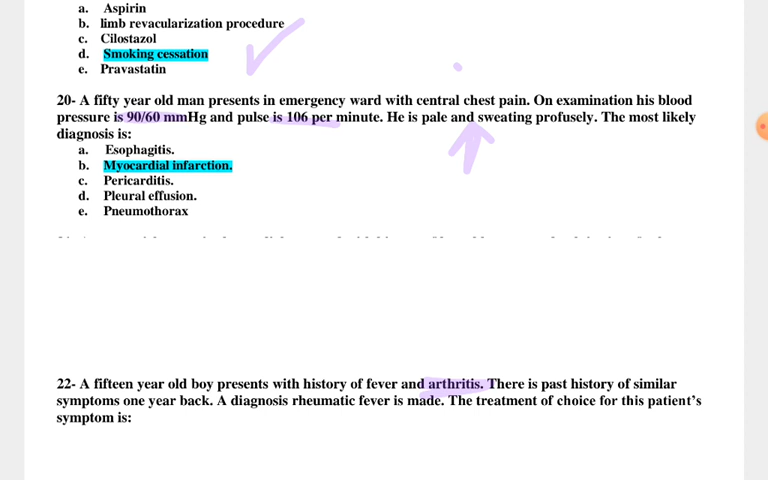 a. Aspirin
b. limb revacularization procedure
c. Cilostazol
d. Smoking cessation
e. Pravastatin
20- A fifty year old man presents in emergency ward with central chest pain. On examination his blood
pressure is 90/60 mmHg and pulse is 106 per minute. He is pale and sweating profusely. The most likely
diagnosis is:
a. Esophagitis.
b. Myocardial infarction.
c. Pericarditis.
d. Pleural effusion.
e. Pneumothorax
22- A fifteen year old boy presents with history of fever and arthritis. There is past history of similar
symptoms one year back. A diagnosis rheumatic fever is made. The treatment of choice for this patient's
symptom is: